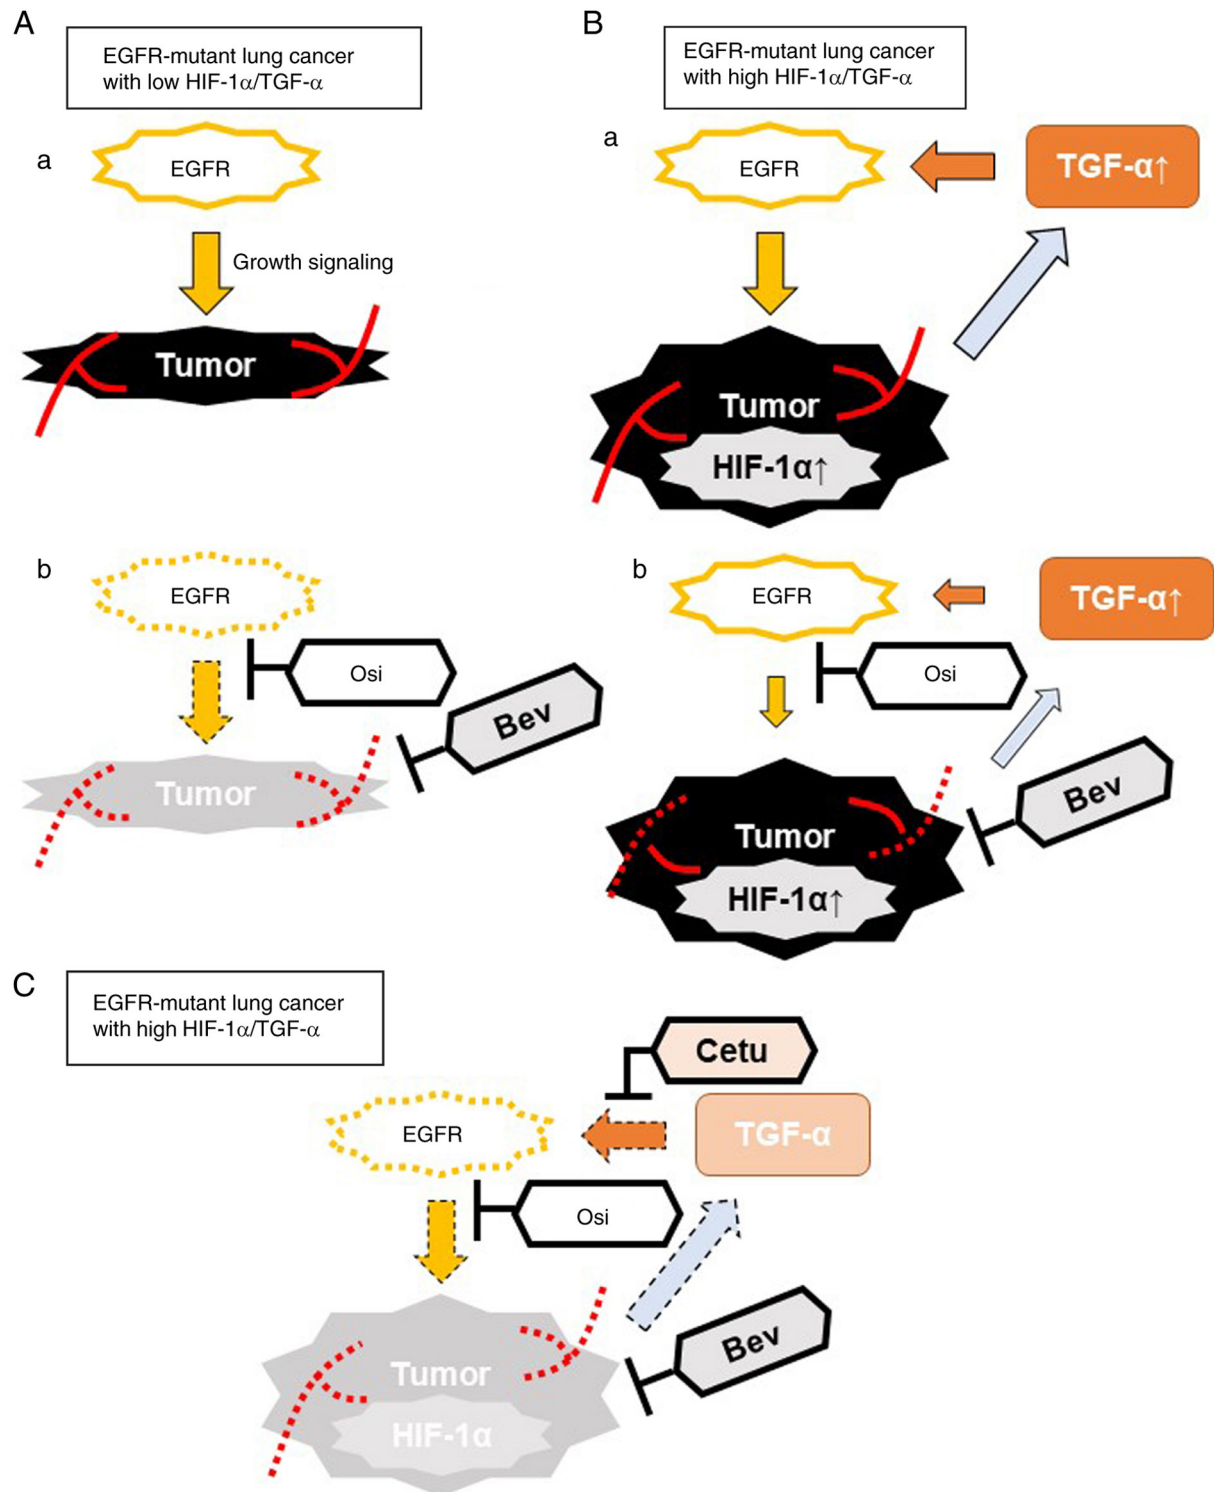 A
EGFR-mutant lung cancer
with low HIF-1α/TGF-α
a
EGFR
Growth signaling
Tumor
B
EGFR-mutant lung cancer
with high HIF-1α/TGF-α
a
EGFR
TGF-α↑
Tumor
HIF-1α↑
b
EGFR
Osi
Bev
Tumor
b
EGFR
TGF-α↑
Osi
Bev
Tumor
HIF-1α↑
C
EGFR-mutant lung cancer
with high HIF-1α/TGF-α
Cetu
EGFR
TGF-α
Osi
Bev
Tumor
HIF-1α